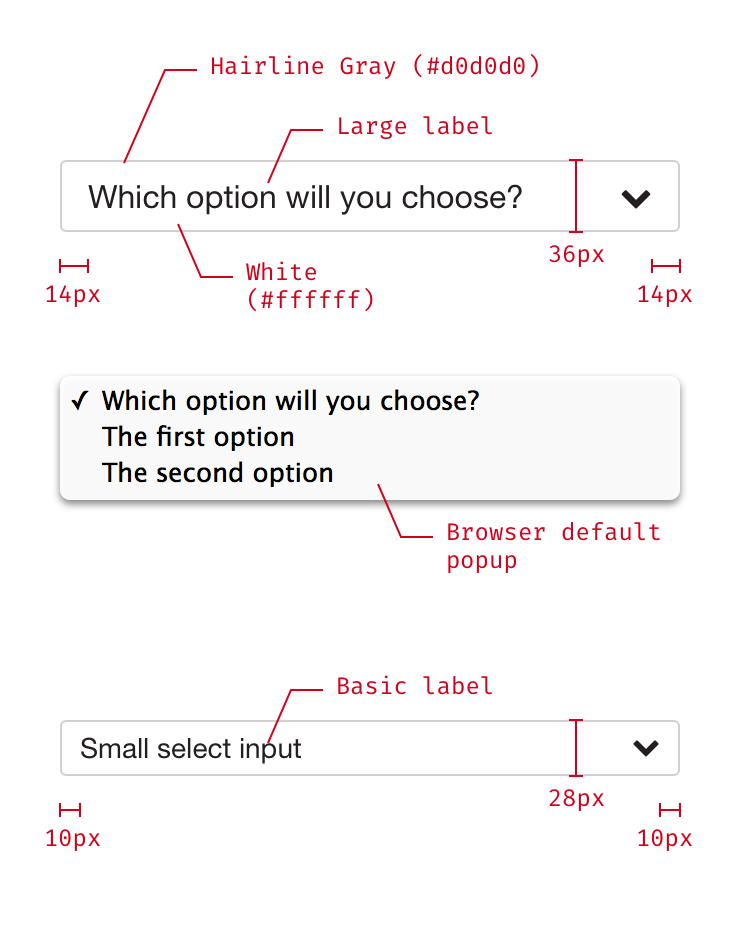 Hairline Gray (#d0d0d0)
Large label
Which option will you choose?
36px
White
(#ffffff)
14px
14px
✓ Which option will you choose?
The first option
The second option
Browser default
popup
Basic label
Small select input
28px
10px
10px